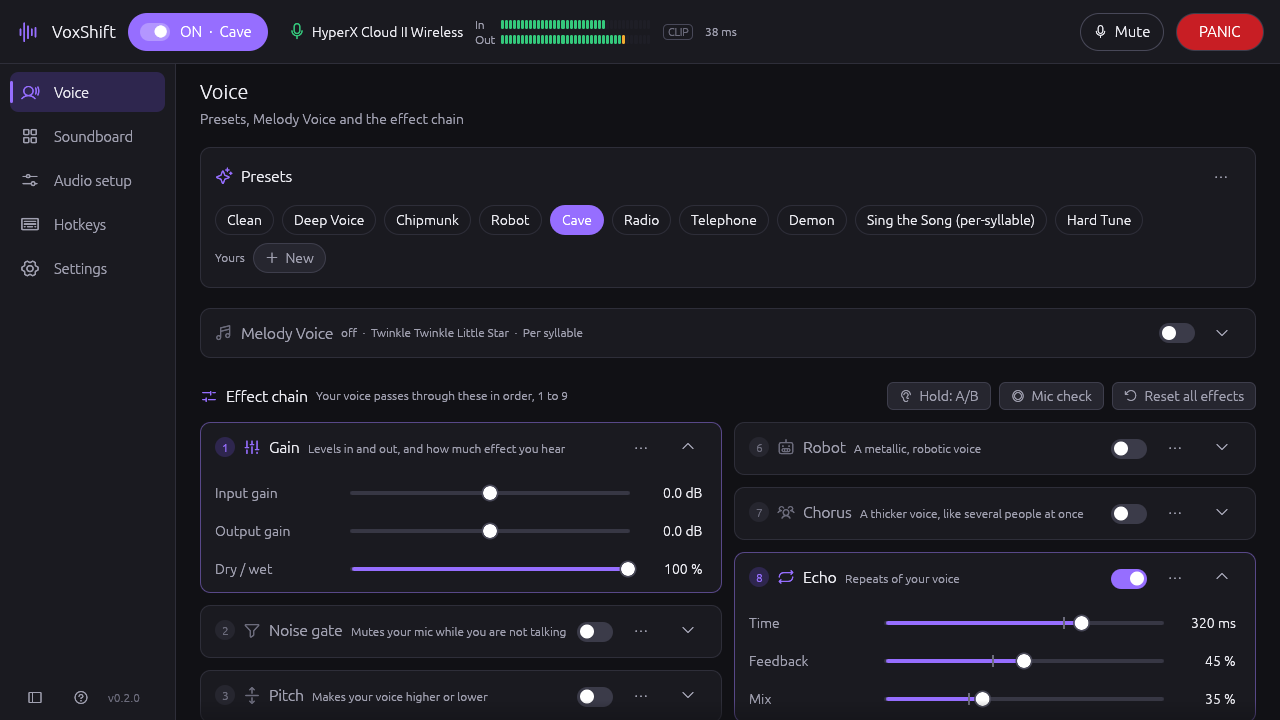 VoxShift
ON · Cave
HyperX Cloud II Wireless
In
Out
CLIP
38 ms
Mute
PANIC
Voice
Soundboard
Audio setup
Hotkeys
Settings
v0.2.0
Voice
Presets, Melody Voice and the effect chain
Presets
Clean Deep Voice Chipmunk Robot Cave Radio Telephone Demon Sing the Song (per-syllable) Hard Tune
Yours + New
Melody Voice off · Twinkle Twinkle Little Star · Per syllable
Effect chain Your voice passes through these in order, 1 to 9
Hold: A/B Mic check Reset all effects
1 Gain Levels in and out, and how much effect you hear
Input gain 0.0 dB
Output gain 0.0 dB
Dry / wet 100 %
2 Noise gate Mutes your mic while you are not talking
3 Pitch Makes your voice higher or lower
6 Robot A metallic, robotic voice
7 Chorus A thicker voice, like several people at once
8 Echo Repeats of your voice
Time 320 ms
Feedback 45 %
Mix 35 %